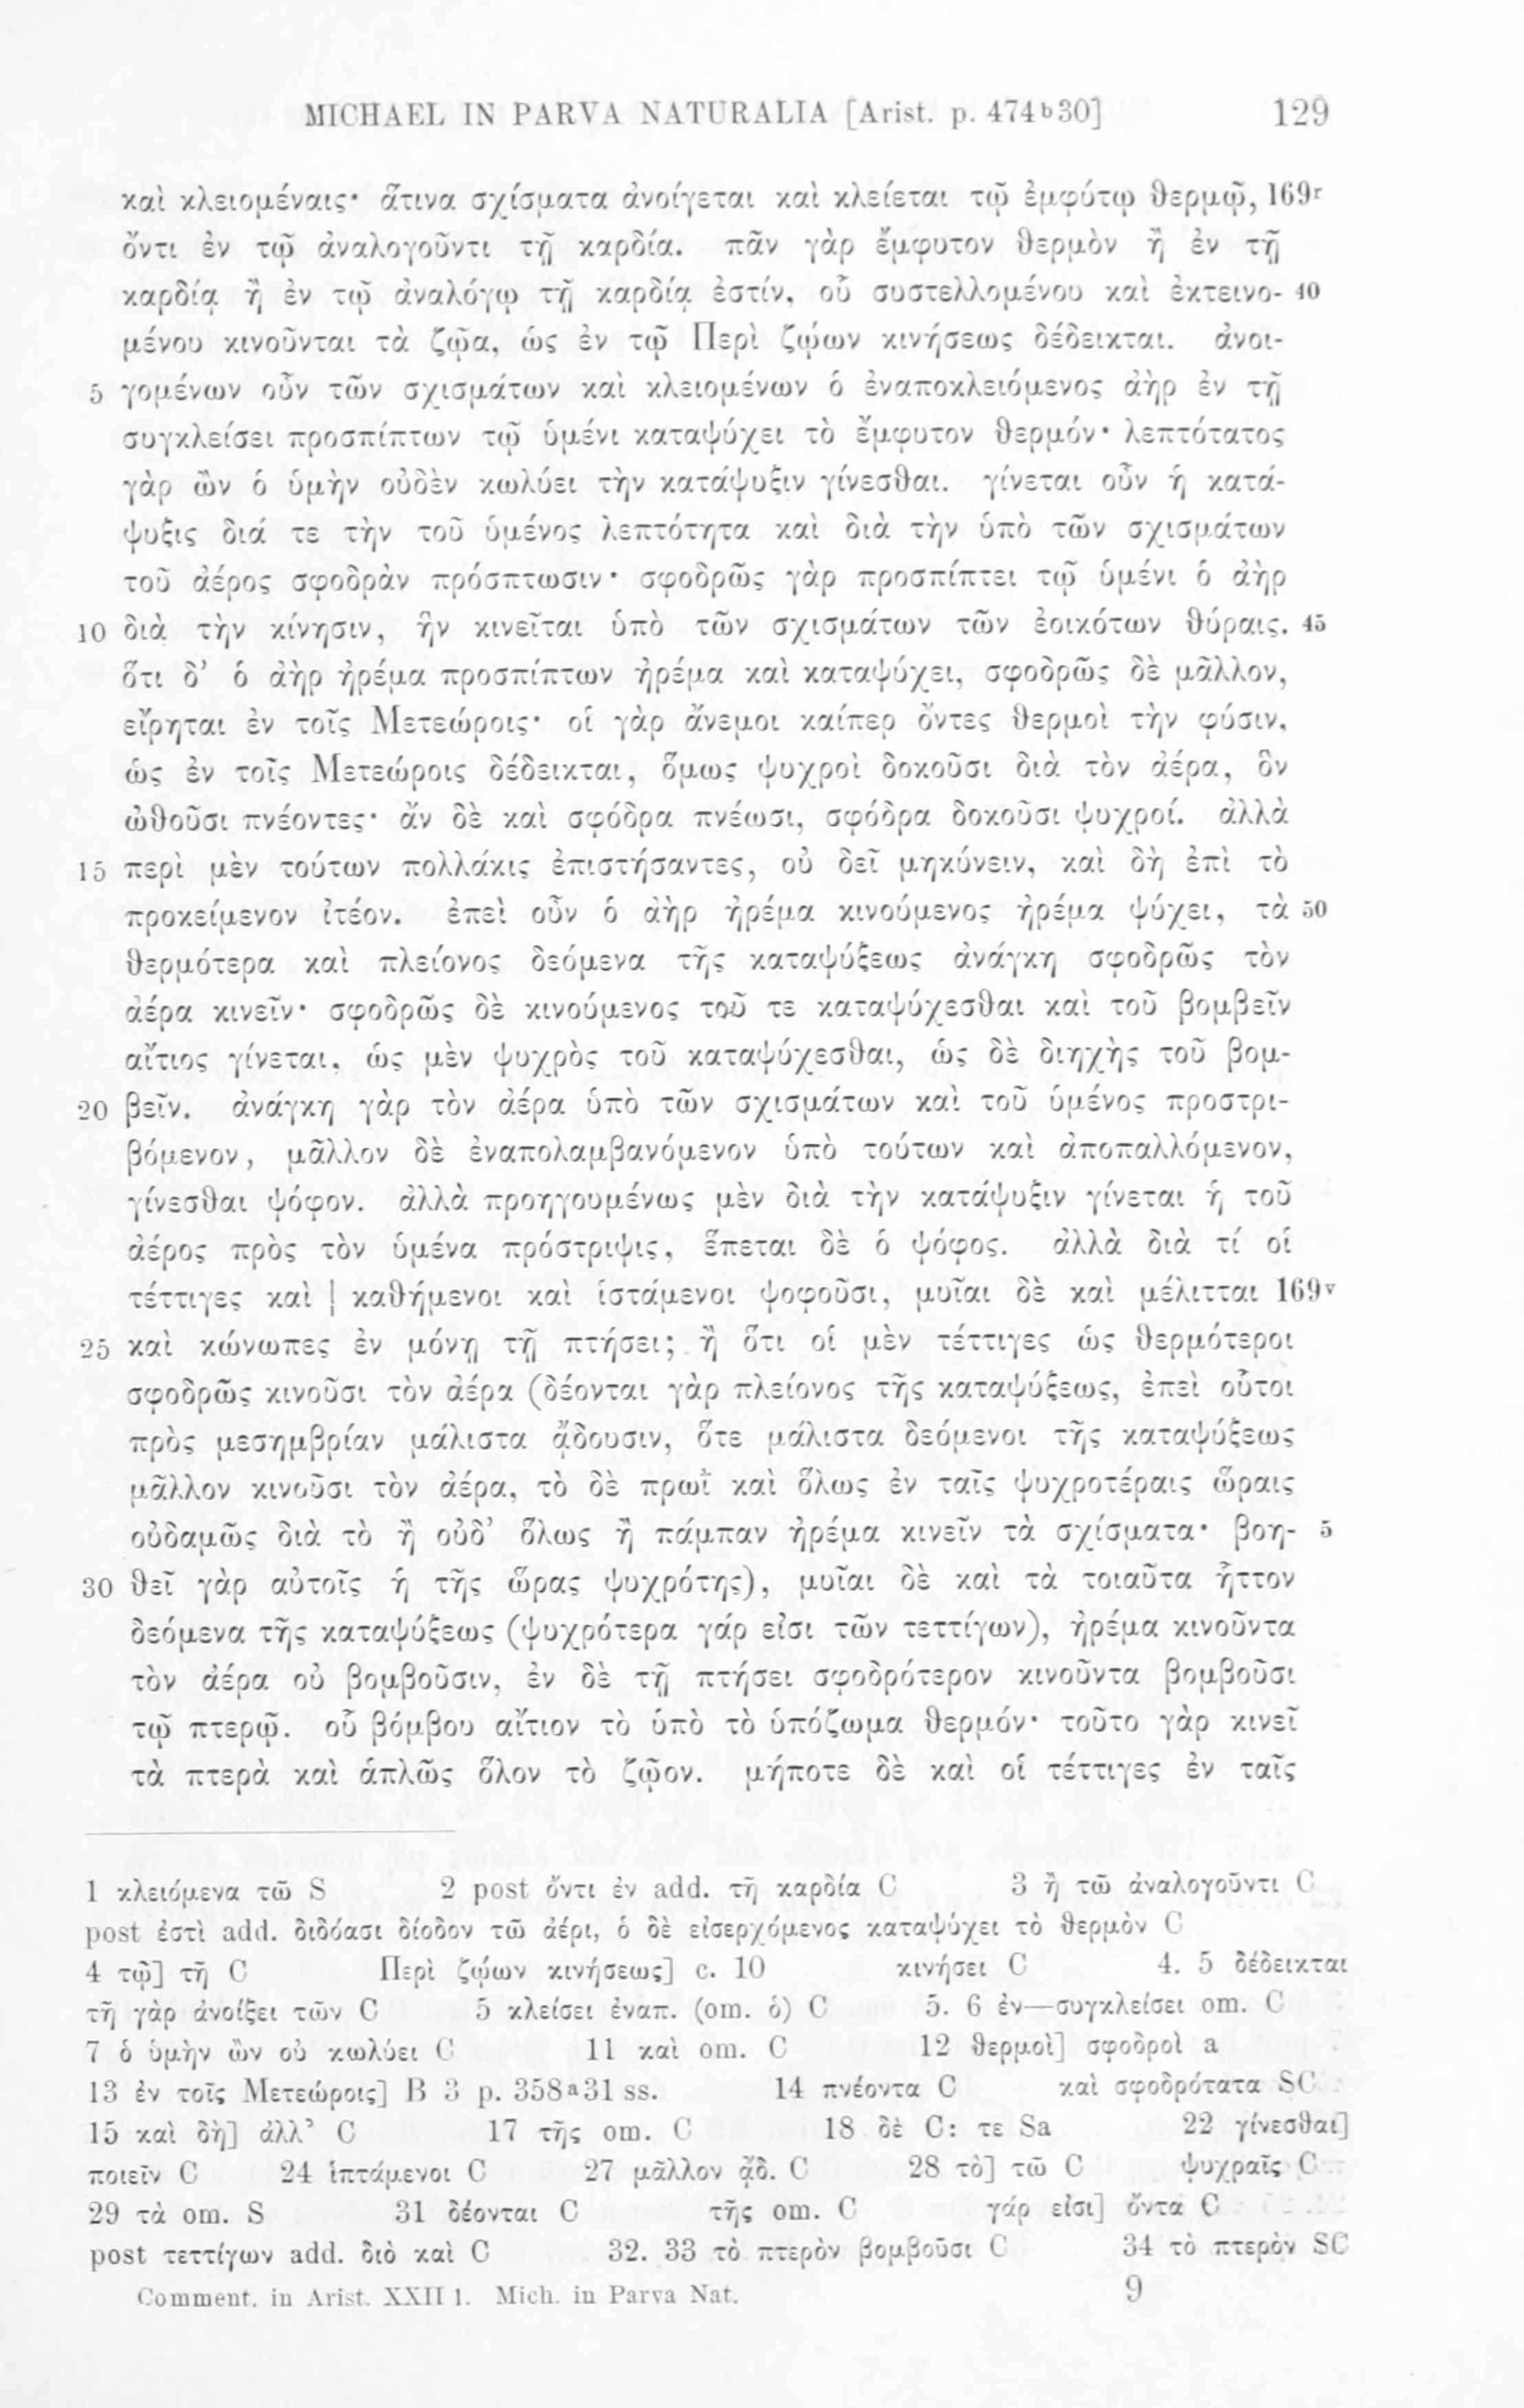 MICHAEL IN PARVA NATURALIA [Arist. p. 474b30] 129
καὶ κλειομέναις· ἅτινα σχίσματα ἀνοίγεται καὶ κλείεται τῷ ἐμφύτῳ θερμῷ, 169r
ὄντι ἐν τῷ ἀναλογοῦντι τῇ καρδίᾳ. πᾶν γὰρ ἔμφυτον θερμὸν ἢ ἐν τῇ
καρδίᾳ ἢ ἐν τῷ ἀναλόγῳ τῇ καρδίᾳ ἐστίν, οὗ συστελλομένου καὶ ἐκτεινο- 40
μένου κινοῦνται τὰ ζῷα, ὡς ἐν τῷ Περὶ ζῴων κινήσεως δέδεικται. ἀνοι-
5 γομένων οὖν τῶν σχισμάτων καὶ κλειομένων ὁ ἐναποκλειόμενος ἀὴρ ἐν τῇ
συγκλείσει προσπίπτων τῷ ὑμένι καταψύχει τὸ ἔμφυτον θερμόν· λεπτότατος
γὰρ ὢν ὁ ὑμὴν οὐδὲν κωλύει τὴν κατάψυξιν γίνεσθαι. γίνεται οὖν ἡ κατά-
ψυξις διά τε τὴν τοῦ ὑμένος λεπτότητα καὶ διὰ τὴν ὑπὸ τῶν σχισμάτων
τοῦ ἀέρος σφοδρὰν πρόσπτωσιν· σφοδρῶς γὰρ προσπίπτει τῷ ὑμένι ὁ ἀὴρ
10 διὰ τὴν κίνησιν, ἣν κινεῖται ὑπὸ τῶν σχισμάτων τῶν ἐοικότων θύραις. 45
ὅτι δ’ ὁ ἀὴρ ἠρέμα προσπίπτων ἠρέμα καὶ καταψύχει, σφοδρῶς δὲ μᾶλλον,
εἴρηται ἐν τοῖς Μετεώροις· οἱ γὰρ ἄνεμοι καίπερ ὄντες θερμοὶ τὴν φύσιν,
ὡς ἐν τοῖς Μετεώροις δέδεικται, ὅμως ψυχροὶ δοκοῦσι διὰ τὸν ἀέρα, ὃν
ὠθοῦσι πνέοντες· ἂν δὲ καὶ σφόδρα πνέωσι, σφόδρα δοκοῦσι ψυχροί. ἀλλὰ
15 περὶ μὲν τούτων πολλάκις ἐπιστήσαντες, οὐ δεῖ μηκύνειν, καὶ δὴ ἐπὶ τὸ
προκείμενον ἰτέον. ἐπεὶ οὖν ὁ ἀὴρ ἠρέμα κινούμενος ἠρέμα ψύχει, τὰ 50
θερμότερα καὶ πλείονος δεόμενα τῆς καταψύξεως ἀνάγκη σφοδρῶς τὸν
ἀέρα κινεῖν· σφοδρῶς δὲ κινούμενος τοῦ τε καταψύχεσθαι καὶ τοῦ βομβεῖν
αἴτιος γίνεται, ὡς μὲν ψυχρὸς τοῦ καταψύχεσθαι, ὡς δὲ διηχὴς τοῦ βομ-
20 βεῖν. ἀνάγκη γὰρ τὸν ἀέρα ὑπὸ τῶν σχισμάτων καὶ τοῦ ὑμένος προστρι-
βόμενον, μᾶλλον δὲ ἐναπολαμβανόμενον ὑπὸ τούτων καὶ ἀποπαλλόμενον,
γίνεσθαι ψόφον. ἀλλὰ προηγουμένως μὲν διὰ τὴν κατάψυξιν γίνεται ἡ τοῦ
ἀέρος πρὸς τὸν ὑμένα πρόστριψις, ἕπεται δὲ ὁ ψόφος. ἀλλὰ διὰ τί οἱ
τέττιγες καὶ | καθήμενοι καὶ ἱστάμενοι ψοφοῦσι, μυῖαι δὲ καὶ μέλιτται 169v
25 καὶ κώνωπες ἐν μόνῃ τῇ πτήσει; ἢ ὅτι οἱ μὲν τέττιγες ὡς θερμότεροι
σφοδρῶς κινοῦσι τὸν ἀέρα (δέονται γὰρ πλείονος τῆς καταψύξεως, ἐπεὶ οὗτοι
πρὸς μεσημβρίαν μάλιστα ᾄδουσιν, ὅτε μάλιστα δεόμενοι τῆς καταψύξεως
μᾶλλον κινοῦσι τὸν ἀέρα, τὸ δὲ πρωῒ καὶ ὅλως ἐν ταῖς ψυχροτέραις ὥραις
οὐδαμῶς διὰ τὸ ἢ οὐδ’ ὅλως ἢ πάμπαν ἠρέμα κινεῖν τὰ σχίσματα· βοη- 5
30 θεῖ γὰρ αὐτοῖς ἡ τῆς ὥρας ψυχρότης), μυῖαι δὲ καὶ τὰ τοιαῦτα ἧττον
δεόμενα τῆς καταψύξεως (ψυχρότερα γάρ εἰσι τῶν τεττίγων), ἠρέμα κινοῦντα
τὸν ἀέρα οὐ βομβοῦσιν, ἐν δὲ τῇ πτήσει σφοδρότερον κινοῦντα βομβοῦσι
τῷ πτερῷ. οὗ βόμβου αἴτιον τὸ ὑπὸ τὸ ὑπόζωμα θερμόν· τοῦτο γὰρ κινεῖ
τὰ πτερὰ καὶ ἁπλῶς ὅλον τὸ ζῷον. μήποτε δὲ καὶ οἱ τέττιγες ἐν ταῖς
1 κλειόμενα τῶ S 2 post ὄντι ἐν add. τῆ καρδία C 3 ἢ τῶ ἀναλογοῦντι C
post ἐστὶ add. διδόασι δίοδον τῶ ἀέρι, ὁ δὲ εἰσερχόμενος καταψύχει τὸ θερμὸν C
4 τῷ] τῆ C Περὶ ζῴων κινήσεως] c. 10 κινήσει C 4. 5 δέδεικται
τῆ γὰρ ἀνοίξει τῶν C 5 κλείσει ἐναπ. (om. ὁ) C 5. 6 ἐν—συγκλείσει om. C
7 ὁ ὑμὴν ὢν οὐ κωλύει C 11 καὶ om. C 12 θερμοὶ] σφοδροὶ a
13 ἐν τοῖς Μετεώροις] B 3 p. 358a31 ss. 14 πνέοντα C καὶ σφοδρότατα SC
15 καὶ δὴ] ἀλλ’ C 17 τῆς om. C 18 δὲ C: τε Sa 22 γίνεσθαι]
ποιεῖν C 24 ἱπτάμενοι C 27 μᾶλλον ᾄδ. C 28 τὸ] τῶ C ψυχραῖς C
29 τὰ om. S 31 δέονται C τῆς om. C γάρ εἰσι] ὄντα C
post τεττίγων add. διὸ καὶ C 32. 33 τὸ πτερὸν βομβοῦσι C 34 τὸ πτερὸν SC
Comment. in Arist. XXII 1. Mich. in Parva Nat. 9